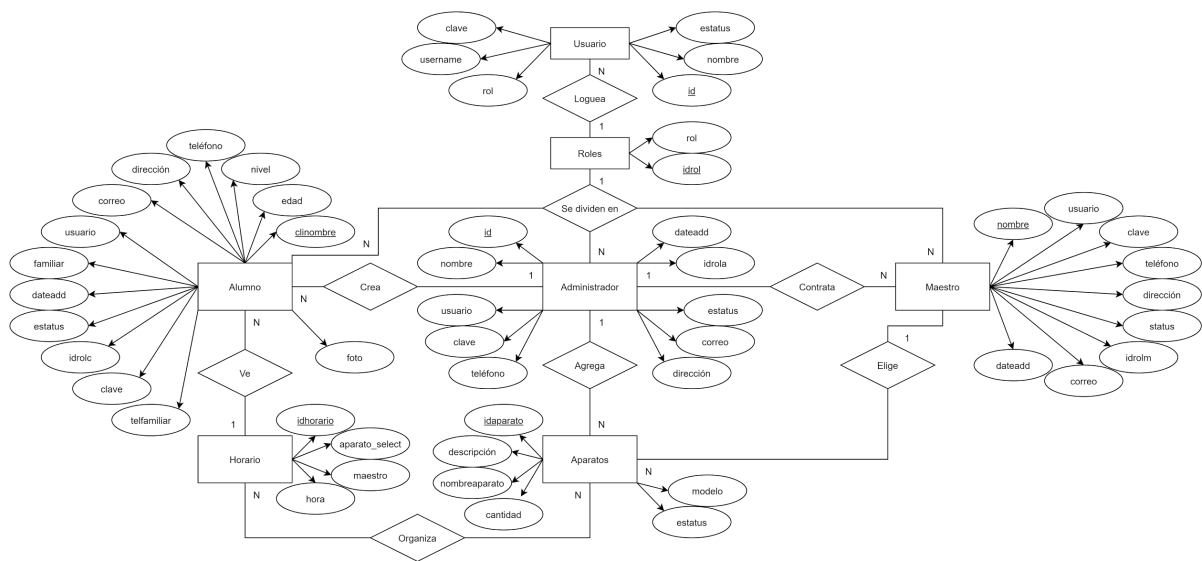 clave
Usuario
estatus
username
nombre
rol
N
id
Loguea
1
Roles
rol
idrol
teléfono
dirección
nivel
1
correo
edad
Se dividen en
clinombre
usuario
N
N
N
id
dateadd
nombre
usuario
clave
familiar
nombre
idrola
teléfono
Alumno
N
Crea
1
Administrador
1
Contrata
N
Maestro
dateadd
dirección
estatus
N
N
usuario
1
estatus
1
status
idrolc
foto
clave
correo
idrolm
Ve
Agrega
Elige
clave
teléfono
dirección
dateadd
correo
telfamiliar
1
idhorario
idaparato
N
aparato_select
descripción
Horario
Aparatos
maestro
nombreaparato
N
modelo
N
hora
N
cantidad
estatus
Organiza